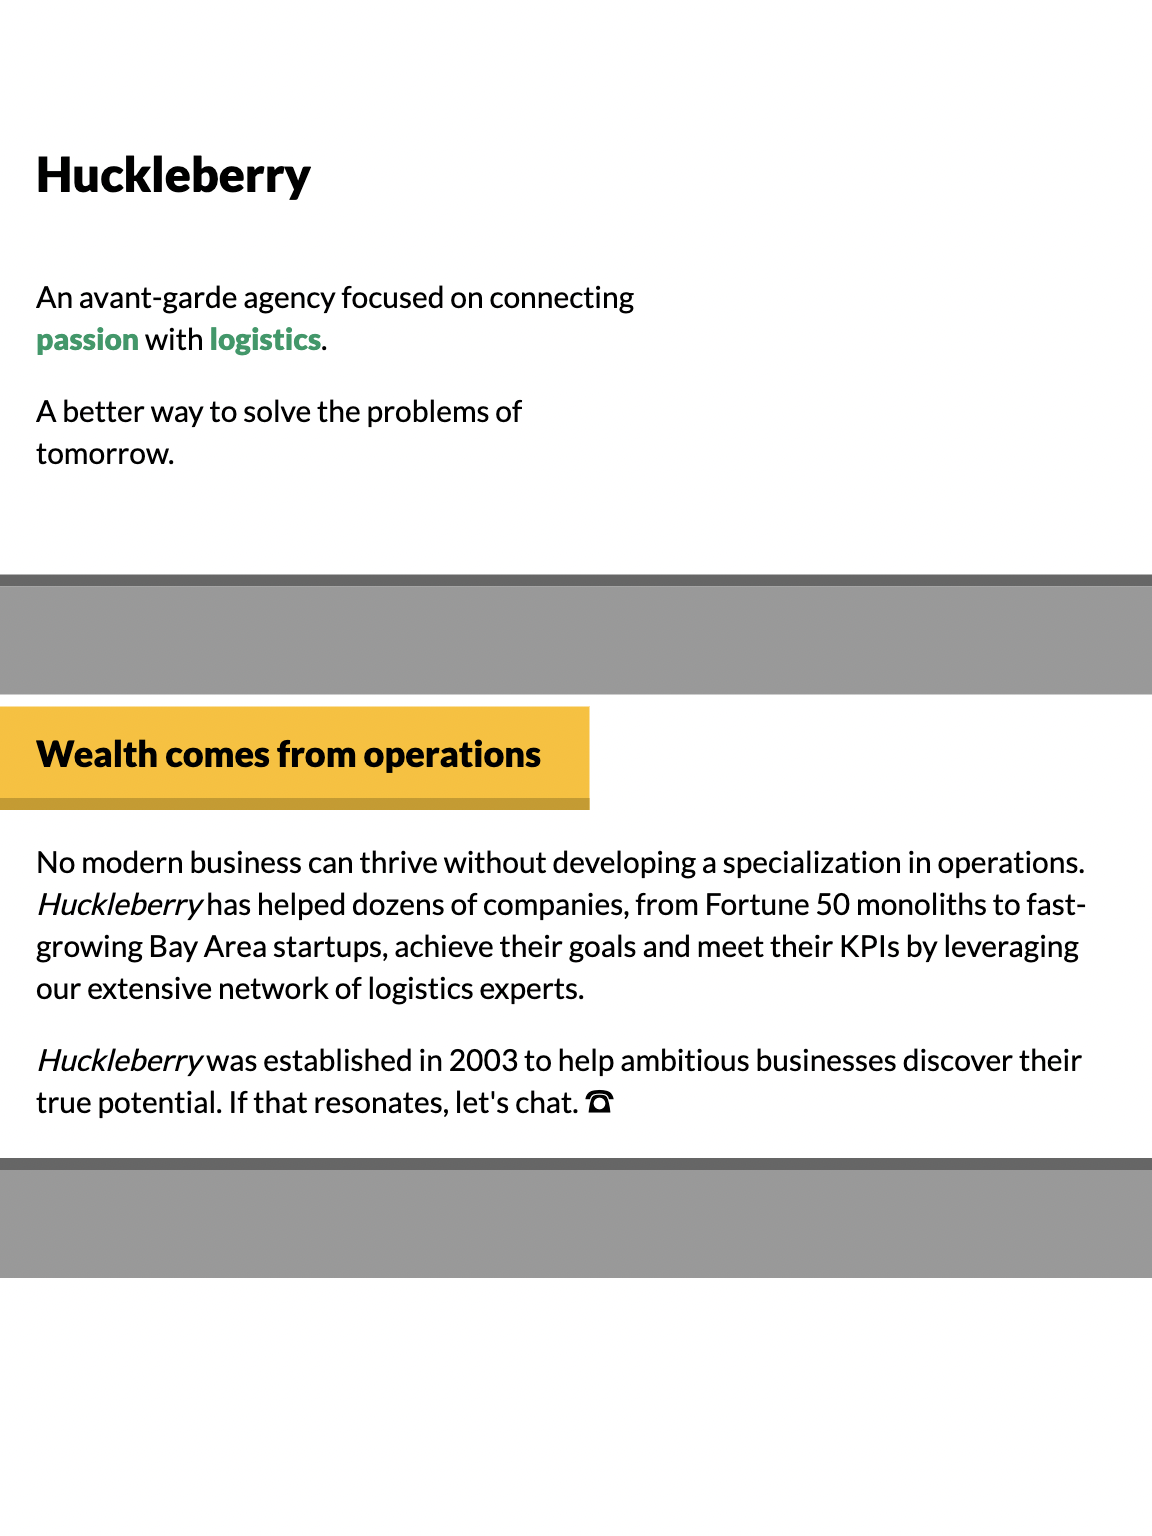 Huckleberry
An avant-garde agency focused on connecting
passion with logistics.
A better way to solve the problems of
tomorrow.
Wealth comes from operations
No modern business can thrive without developing a specialization in operations.
Huckleberry has helped dozens of companies, from Fortune 50 monoliths to fast-
growing Bay Area startups, achieve their goals and meet their KPIs by leveraging
our extensive network of logistics experts.
Huckleberry was established in 2003 to help ambitious businesses discover their
true potential. If that resonates, let's chat. ☎